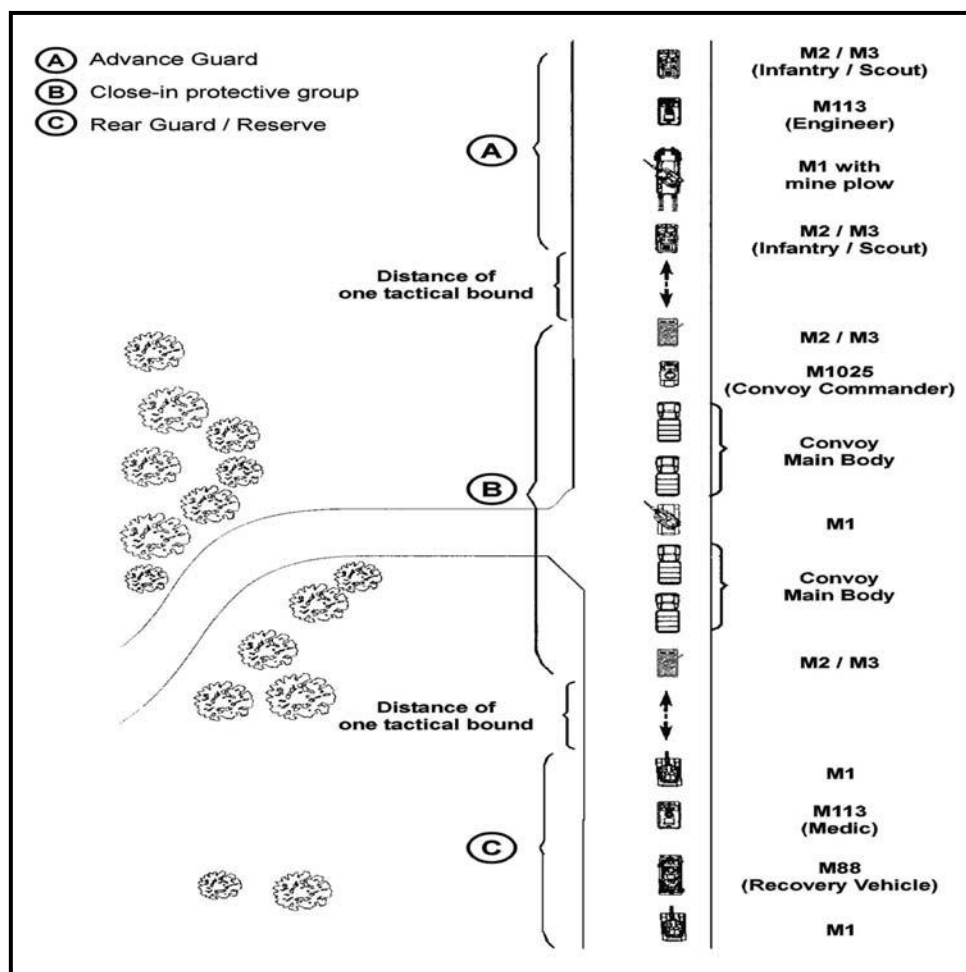 A Advance Guard
B Close-in protective group
C Rear Guard / Reserve
M2 / M3
(Infantry / Scout)
M113
(Engineer)
A
M1 with
mine plow
M2 / M3
(Infantry / Scout)
Distance of
one tactical bound
M2 / M3
M1025
(Convoy Commander)
Convoy
Main Body
B
M1
Convoy
Main Body
M2 / M3
Distance of
one tactical bound
M1
M113
(Medic)
C
M88
(Recovery Vehicle)
M1